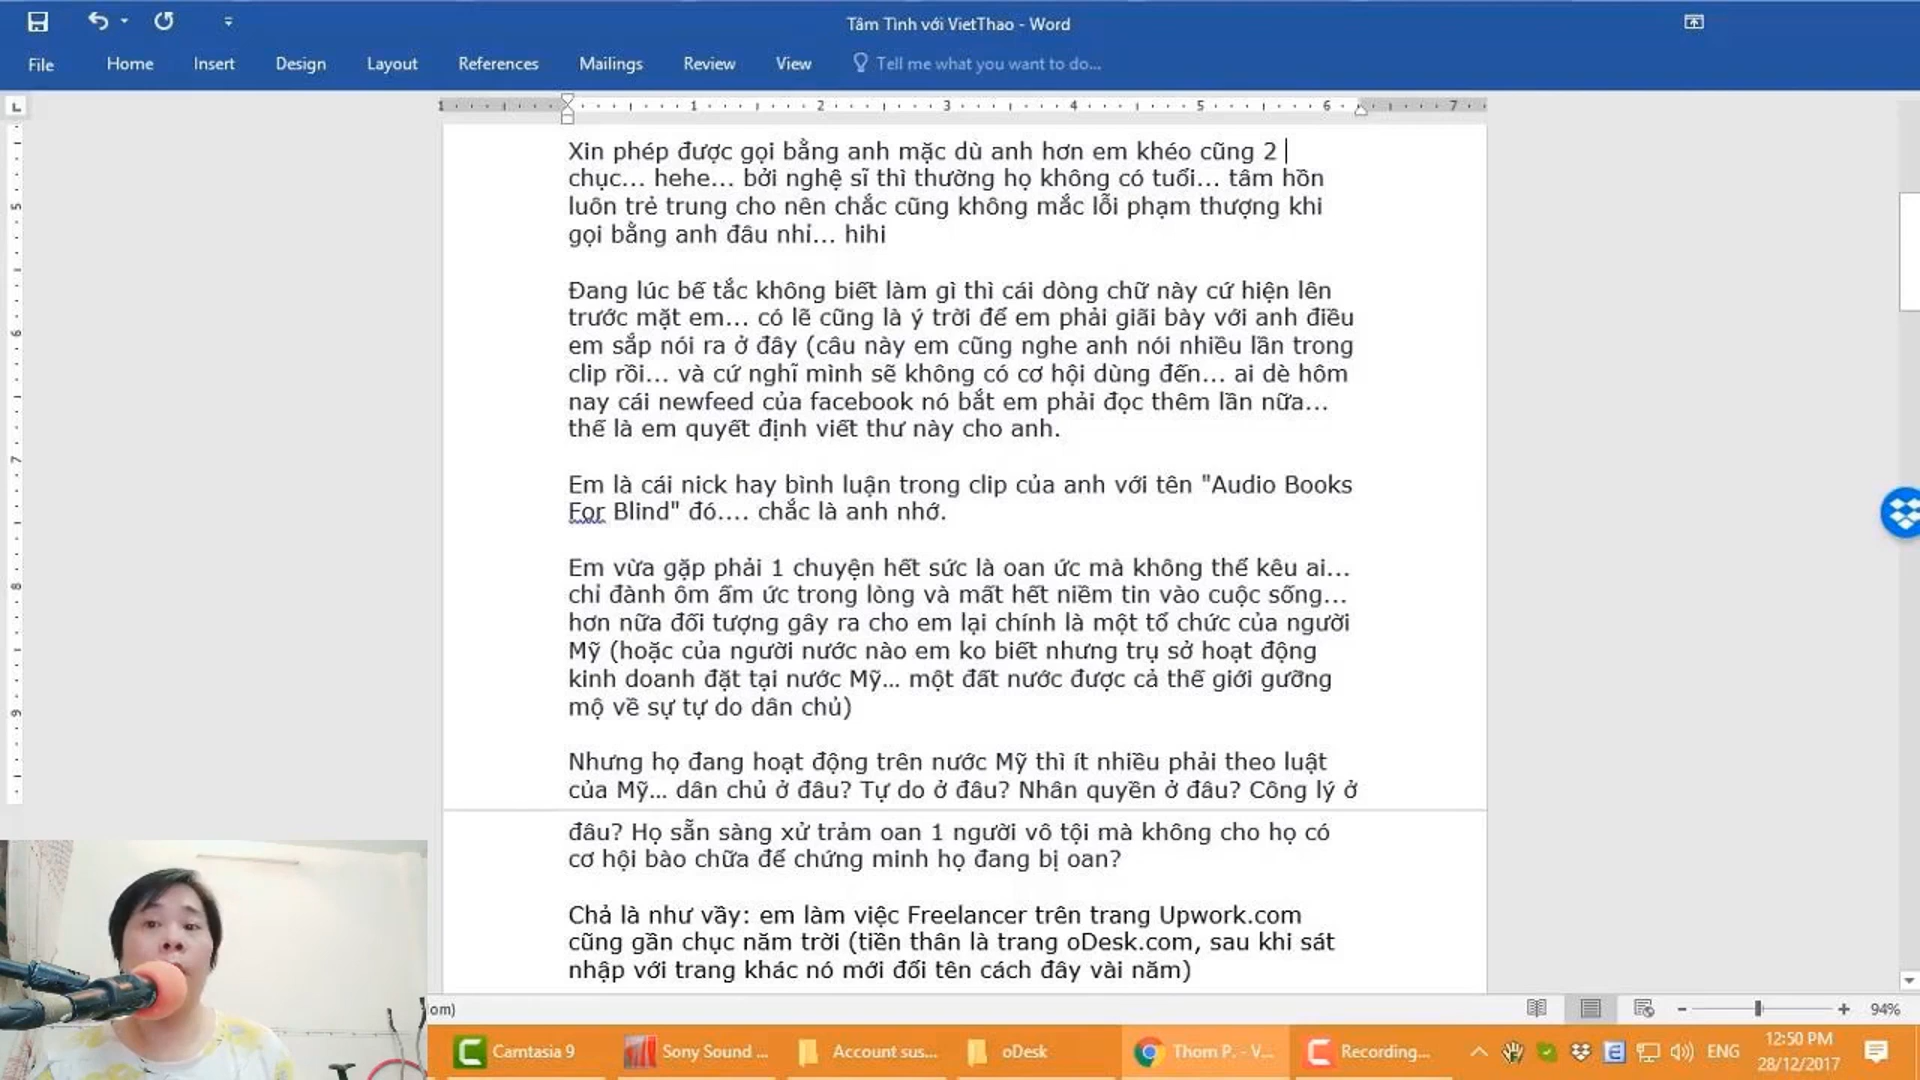 Tâm Tình với VietThao - Word
File Home Insert Design Layout References Mailings Review View Tell me what you want to do...
1 1 2 3 4 5 6 7
Xin phép được gọi bằng anh mặc dù anh hơn em khéo cũng 2
chục... hehe... bởi nghệ sĩ thì thường họ không có tuổi... tâm hồn
luôn trẻ trung cho nên chắc cũng không mắc lỗi phạm thượng khi
gọi bằng anh đâu nhỉ... hihi
Đang lúc bế tắc không biết làm gì thì cái dòng chữ này cứ hiện lên
trước mặt em... có lẽ cũng là ý trời để em phải giãi bày với anh điều
em sắp nói ra ở đây (câu này em cũng nghe anh nói nhiều lần trong
clip rồi... và cứ nghĩ mình sẽ không có cơ hội dùng đến... ai dè hôm
nay cái newfeed của facebook nó bắt em phải đọc thêm lần nữa...
thế là em quyết định viết thư này cho anh.
Em là cái nick hay bình luận trong clip của anh với tên "Audio Books
For Blind" đó.... chắc là anh nhớ.
Em vừa gặp phải 1 chuyện hết sức là oan ức mà không thể kêu ai...
chỉ đành ôm ấm ức trong lòng và mất hết niềm tin vào cuộc sống...
hơn nữa đối tượng gây ra cho em lại chính là một tổ chức của người
Mỹ (hoặc của người nước nào em ko biết nhưng trụ sở hoạt động
kinh doanh đặt tại nước Mỹ... một đất nước được cả thế giới gưỡng
mộ về sự tự do dân chủ)
Nhưng họ đang hoạt động trên nước Mỹ thì ít nhiều phải theo luật
của Mỹ... dân chủ ở đâu? Tự do ở đâu? Nhân quyền ở đâu? Công lý ở
đâu? Họ sẵn sàng xử trảm oan 1 người vô tội mà không cho họ có
cơ hội bào chữa để chứng minh họ đang bị oan?
Chả là như vầy: em làm việc Freelancer trên trang Upwork.com
cũng gần chục năm trời (tiền thân là trang oDesk.com, sau khi sát
nhập với trang khác nó mới đổi tên cách đây vài năm)
5
6
7
8
9
om) 94%
Camtasia 9 Sony Sound ... Account sus... oDesk Thom P. - V... Recording... ENG 12:50 PM
28/12/2017